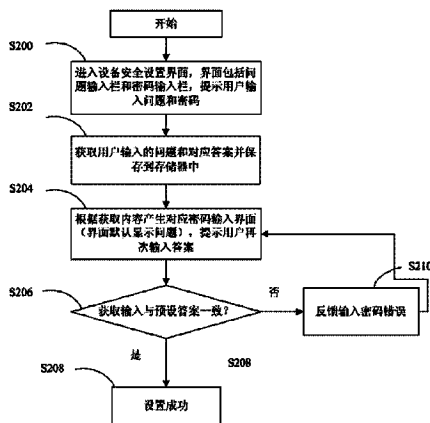 开始
S200
进入设备安全设置界面，界面包括问
题输入栏和密码输入栏，提示用户输
入问题和密码
S202
获取用户输入的问题和对应答案并保
存到存储器中
S204
根据获取内容产生对应密码输入界面
（界面默认显示问题），提示用户再
次输入答案
S210
S206
获取输入与预设答案一致？
否
反馈输入密码错误
是
S208
S208
设置成功